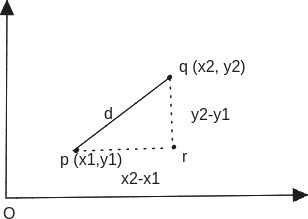 q (x2, y2)
d
y2-y1
p (x1,y1)
r
x2-x1
O